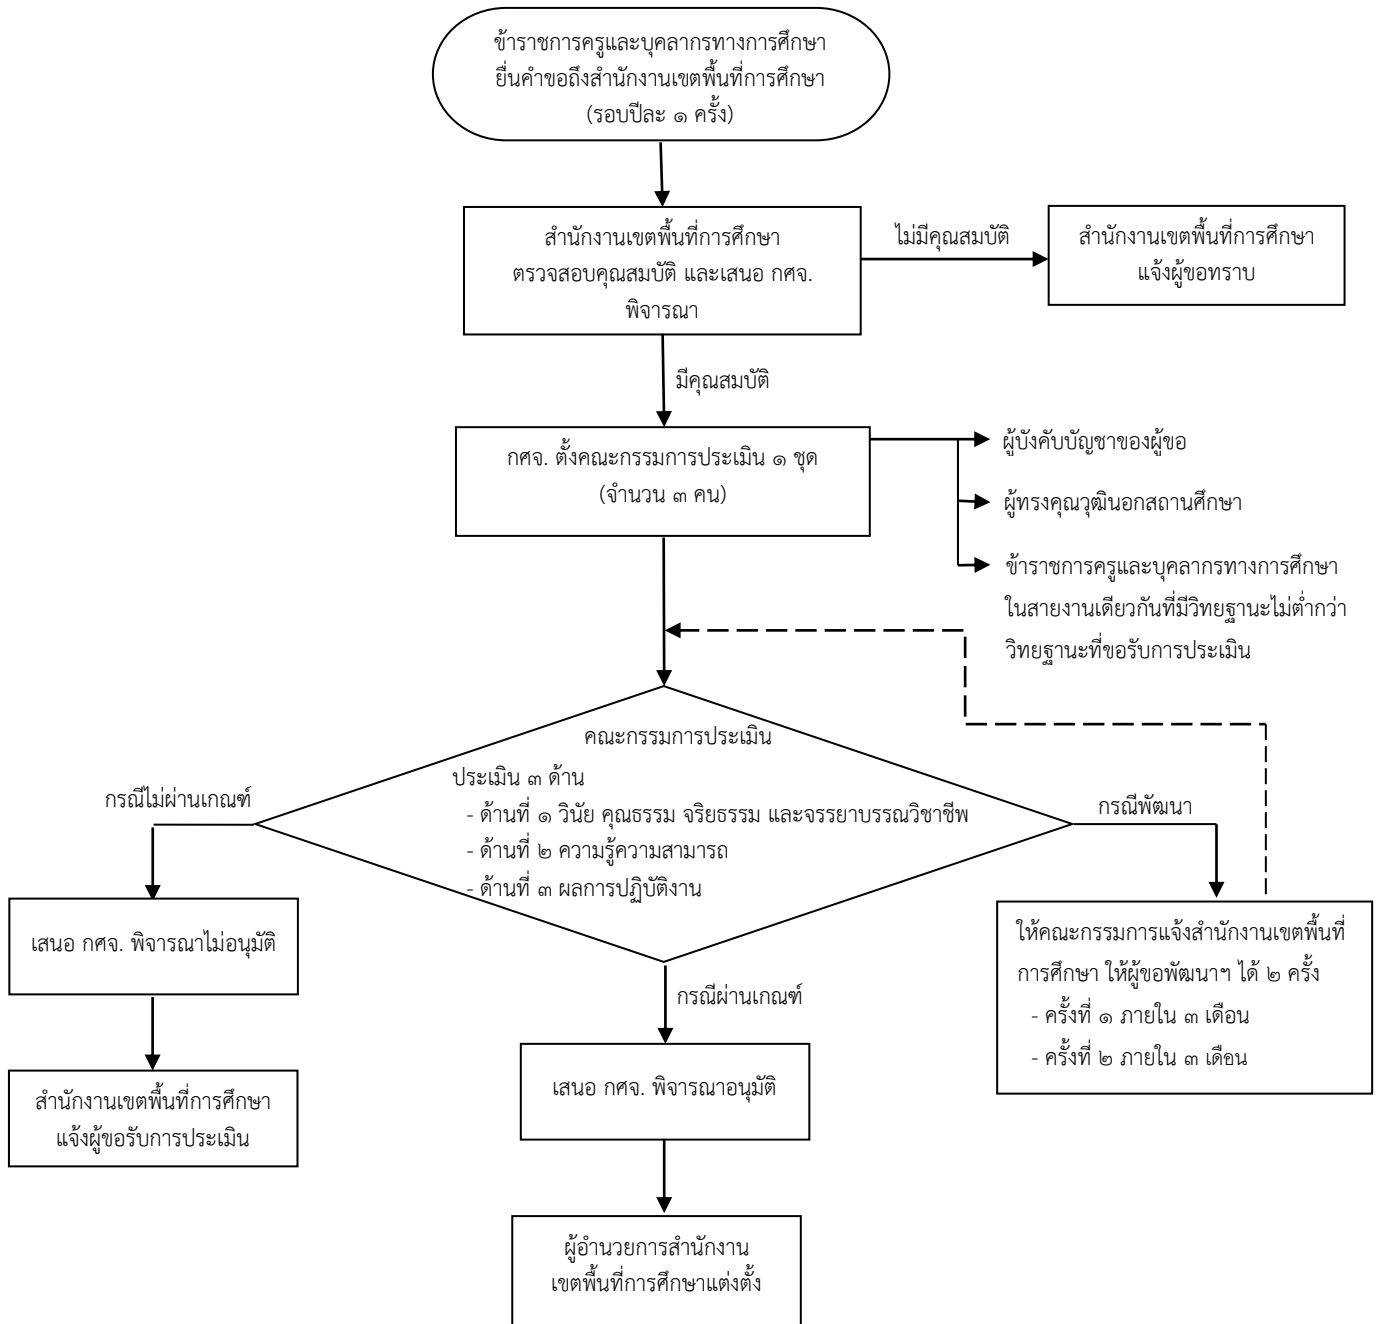 ข้าราชการครูและบุคลากรทางการศึกษา
ยื่นคำขอถึงสำนักงานเขตพื้นที่การศึกษา
(รอบปีละ ๑ ครั้ง)
สำนักงานเขตพื้นที่การศึกษา
ตรวจสอบคุณสมบัติ และเสนอ กศจ.
พิจารณา
ไม่มีคุณสมบัติ
สำนักงานเขตพื้นที่การศึกษา
แจ้งผู้ขอทราบ
มีคุณสมบัติ
กศจ. ตั้งคณะกรรมการประเมิน ๑ ชุด
(จำนวน ๓ คน)
ผู้บังคับบัญชาของผู้ขอ
ผู้ทรงคุณวุฒินอกสถานศึกษา
ข้าราชการครูและบุคลากรทางการศึกษา
ในสายงานเดียวกันที่มีวิทยฐานะไม่ต่ำกว่า
วิทยฐานะที่ขอรับการประเมิน
คณะกรรมการประเมิน
ประเมิน ๓ ด้าน
- ด้านที่ ๑ วินัย คุณธรรม จริยธรรม และจรรยาบรรณวิชาชีพ
- ด้านที่ ๒ ความรู้ความสามารถ
- ด้านที่ ๓ ผลการปฏิบัติงาน
กรณีไม่ผ่านเกณฑ์
เสนอ กศจ. พิจารณาไม่อนุมัติ
สำนักงานเขตพื้นที่การศึกษา
แจ้งผู้ขอรับการประเมิน
กรณีผ่านเกณฑ์
เสนอ กศจ. พิจารณาอนุมัติ
ผู้อำนวยการสำนักงาน
เขตพื้นที่การศึกษาแต่งตั้ง
กรณีพัฒนา
ให้คณะกรรมการแจ้งสำนักงานเขตพื้นที่
การศึกษา ให้ผู้ขอพัฒนาฯ ได้ ๒ ครั้ง
- ครั้งที่ ๑ ภายใน ๓ เดือน
- ครั้งที่ ๒ ภายใน ๓ เดือน